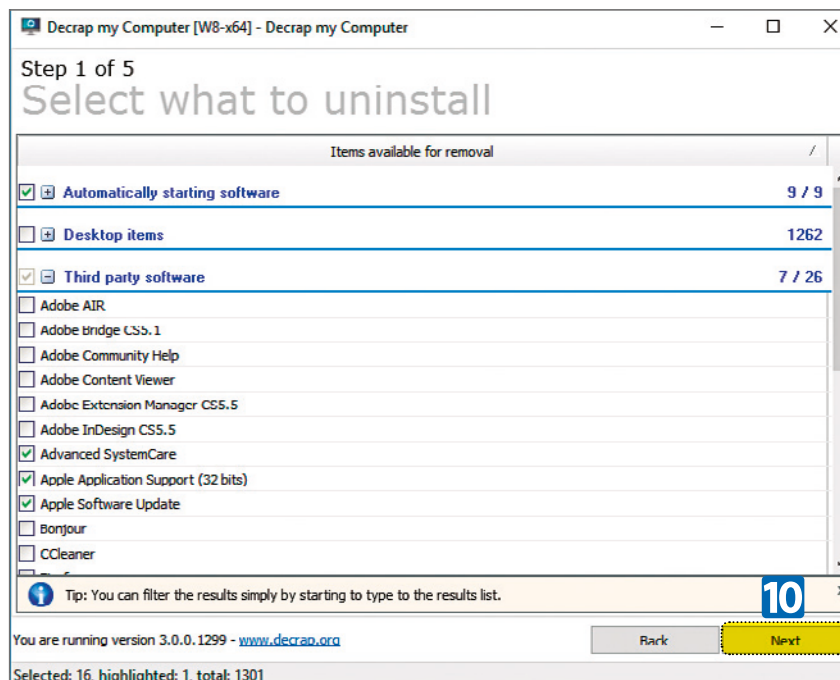 Decrap my Computer [W8-x64] - Decrap my Computer
Step 1 of 5
Select what to uninstall
Items available for removal
Automatically starting software 9 / 9
Desktop items 1262
Third party software 7 / 26
Adobe AIR
Adobe Bridge CS5.1
Adobe Community Help
Adobe Content Viewer
Adobe Extension Manager CS5.5
Adobe InDesign CS5.5
Advanced SystemCare
Apple Application Support (32 bits)
Apple Software Update
Bonjour
CCleaner
Tip: You can filter the results simply by starting to type to the results list.
10
You are running version 3.0.0.1299 - www.decrap.org
Back Next
Selected: 16, highlighted: 1, total: 1301